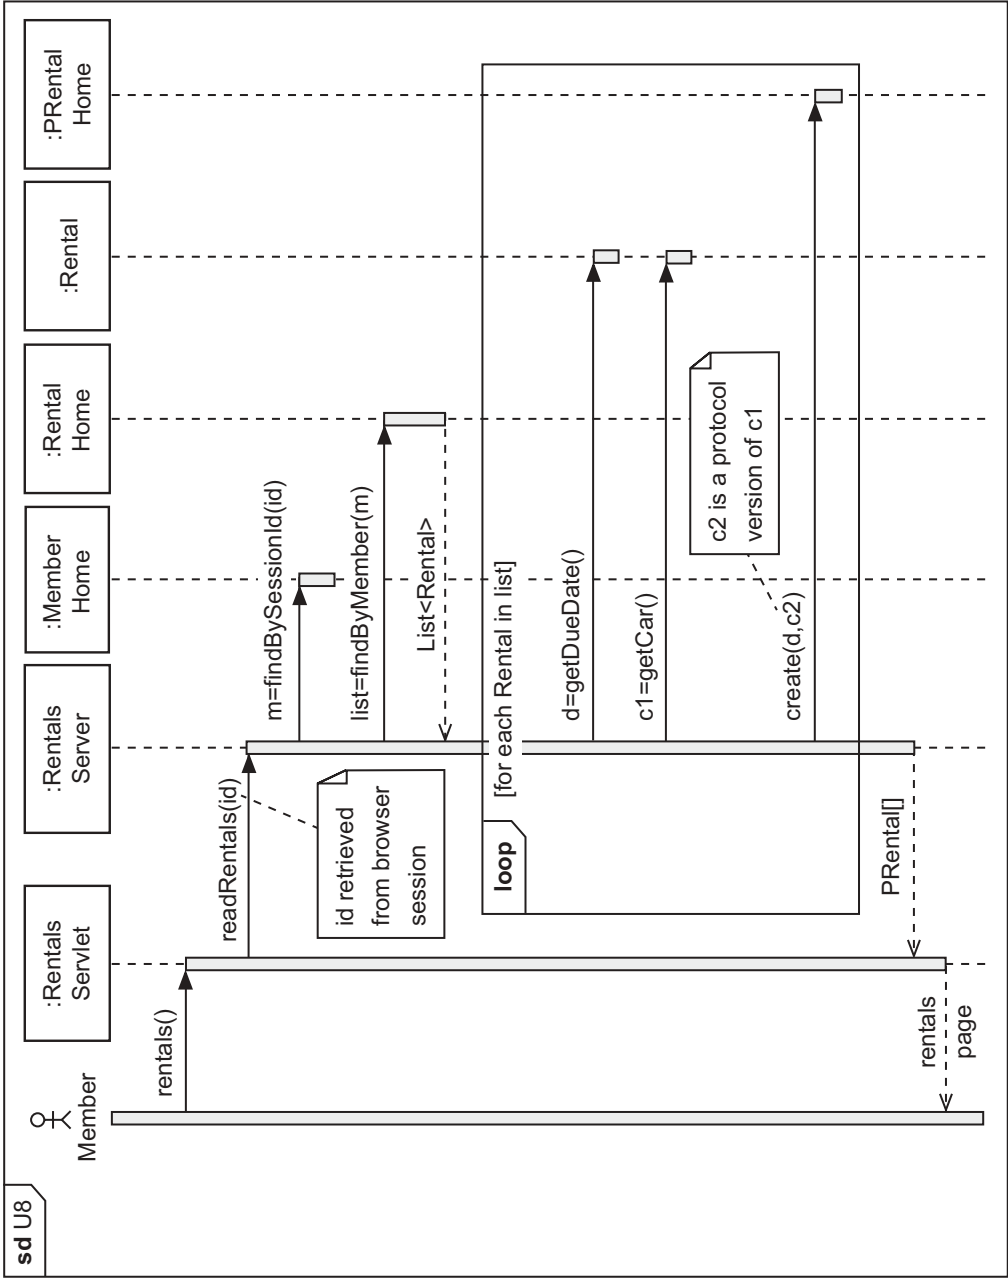 sd U8
Member
:Rentals
Servlet
:Rentals
Server
:Member
Home
:Rental
Home
:Rental
:PRental
Home
rentals()
readRentals(id)
m=findBySessionId(id)
id retrieved
from browser
session
list=findByMember(m)
List<Rental>
loop
[for each Rental in list]
d=getDueDate()
c1=getCar()
c2 is a protocol
version of c1
create(d,c2)
PRental[]
rentals
page